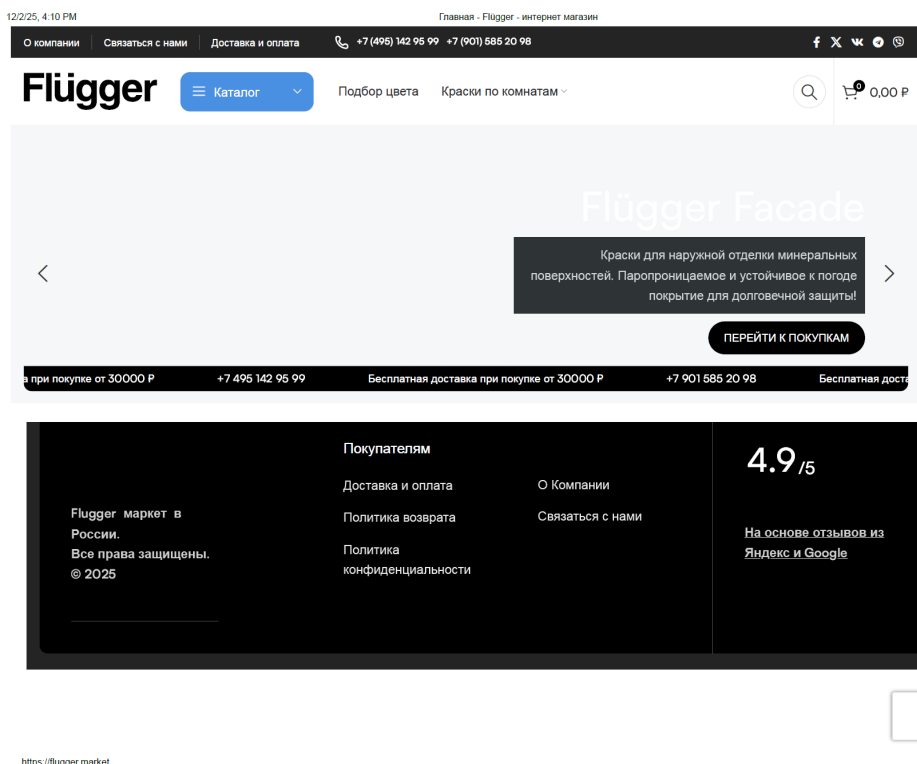 12/2/25, 4:10 PM
Главная - Flügger - интернет магазин
О компании
Связаться с нами
Доставка и оплата
+7 (495) 142 95 99 +7 (901) 585 20 98
Flügger
Каталог
Подбор цвета
Краски по комнатам
0
0,00 ₽
Flügger Facade
Краски для наружной отделки минеральных
поверхностей. Паропроницаемое и устойчивое к погоде
покрытие для долговечной защиты!
ПЕРЕЙТИ К ПОКУПКАМ
а при покупке от 30000 ₽
+7 495 142 95 99
Бесплатная доставка при покупке от 30000 ₽
+7 901 585 20 98
Бесплатная доста
Flugger маркет в
России.
Все права защищены.
© 2025
Покупателям
Доставка и оплата
Политика возврата
Политика
конфиденциальности
О Компании
Связаться с нами
4.9 /5
На основе отзывов из
Яндекс и Google
https://flugger.market